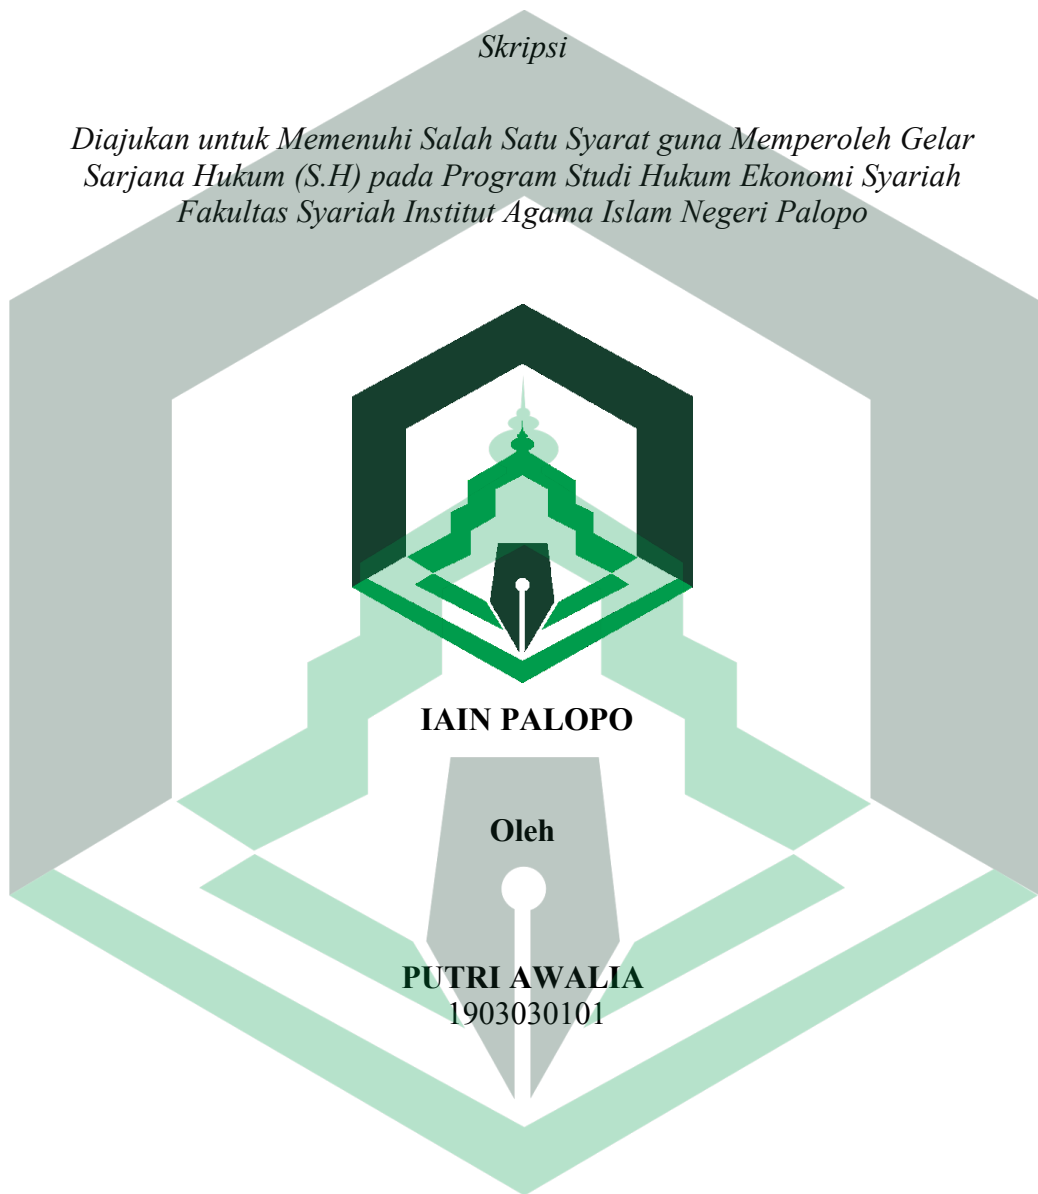 Skripsi
Diajukan untuk Memenuhi Salah Satu Syarat guna Memperoleh Gelar
Sarjana Hukum (S.H) pada Program Studi Hukum Ekonomi Syariah
Fakultas Syariah Institut Agama Islam Negeri Palopo
IAIN PALOPO
Oleh
PUTRI AWALIA
1903030101